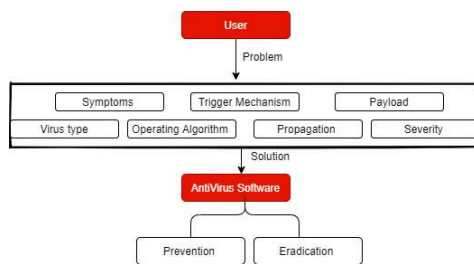 User
Problem
Symptoms
Trigger Mechanism
Payload
Virus type
Operating Algorithm
Propagation
Severity
Solution
AntiVirus Software
Prevention
Eradication